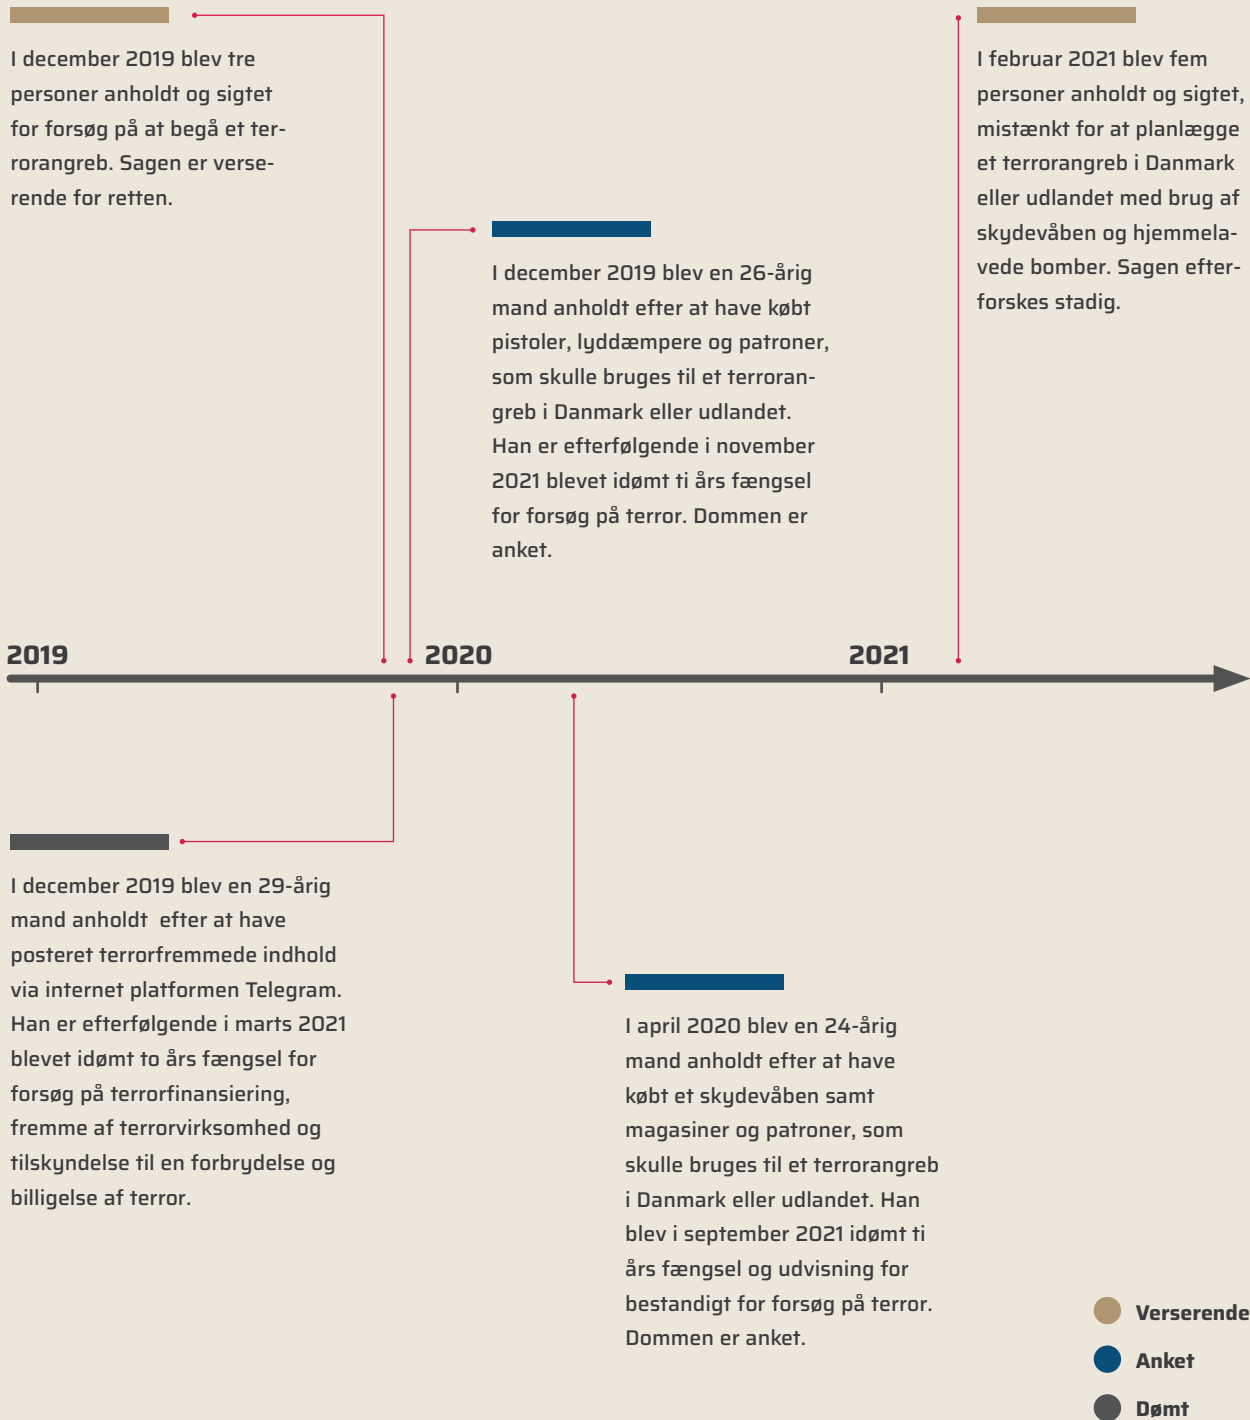 I december 2019 blev tre
personer anholdt og sigtet
for forsøg på at begå et ter-
rorangreb. Sagen er verse-
rende for retten.
I december 2019 blev en 26-årig
mand anholdt efter at have købt
pistoler, lyddæmpere og patroner,
som skulle bruges til et terroran-
greb i Danmark eller udlandet.
Han er efterfølgende i november
2021 blevet idømt ti års fængsel
for forsøg på terror. Dommen er
anket.
I februar 2021 blev fem
personer anholdt og sigtet,
mistænkt for at planlægge
et terrorangreb i Danmark
eller udlandet med brug af
skydevåben og hjemmela-
vede bomber. Sagen efter-
forskes stadig.
2019
2020
2021
I december 2019 blev en 29-årig
mand anholdt  efter at have
posteret terrorfremmede indhold
via internet platformen Telegram.
Han er efterfølgende i marts 2021
blevet idømt to års fængsel for
forsøg på terrorfinansiering,
fremme af terrorvirksomhed og
tilskyndelse til en forbrydelse og
billigelse af terror.
I april 2020 blev en 24-årig
mand anholdt efter at have
købt et skydevåben samt
magasiner og patroner, som
skulle bruges til et terrorangreb
i Danmark eller udlandet. Han
blev i september 2021 idømt ti
års fængsel og udvisning for
bestandigt for forsøg på terror.
Dommen er anket.
Verserende
Anket
Dømt